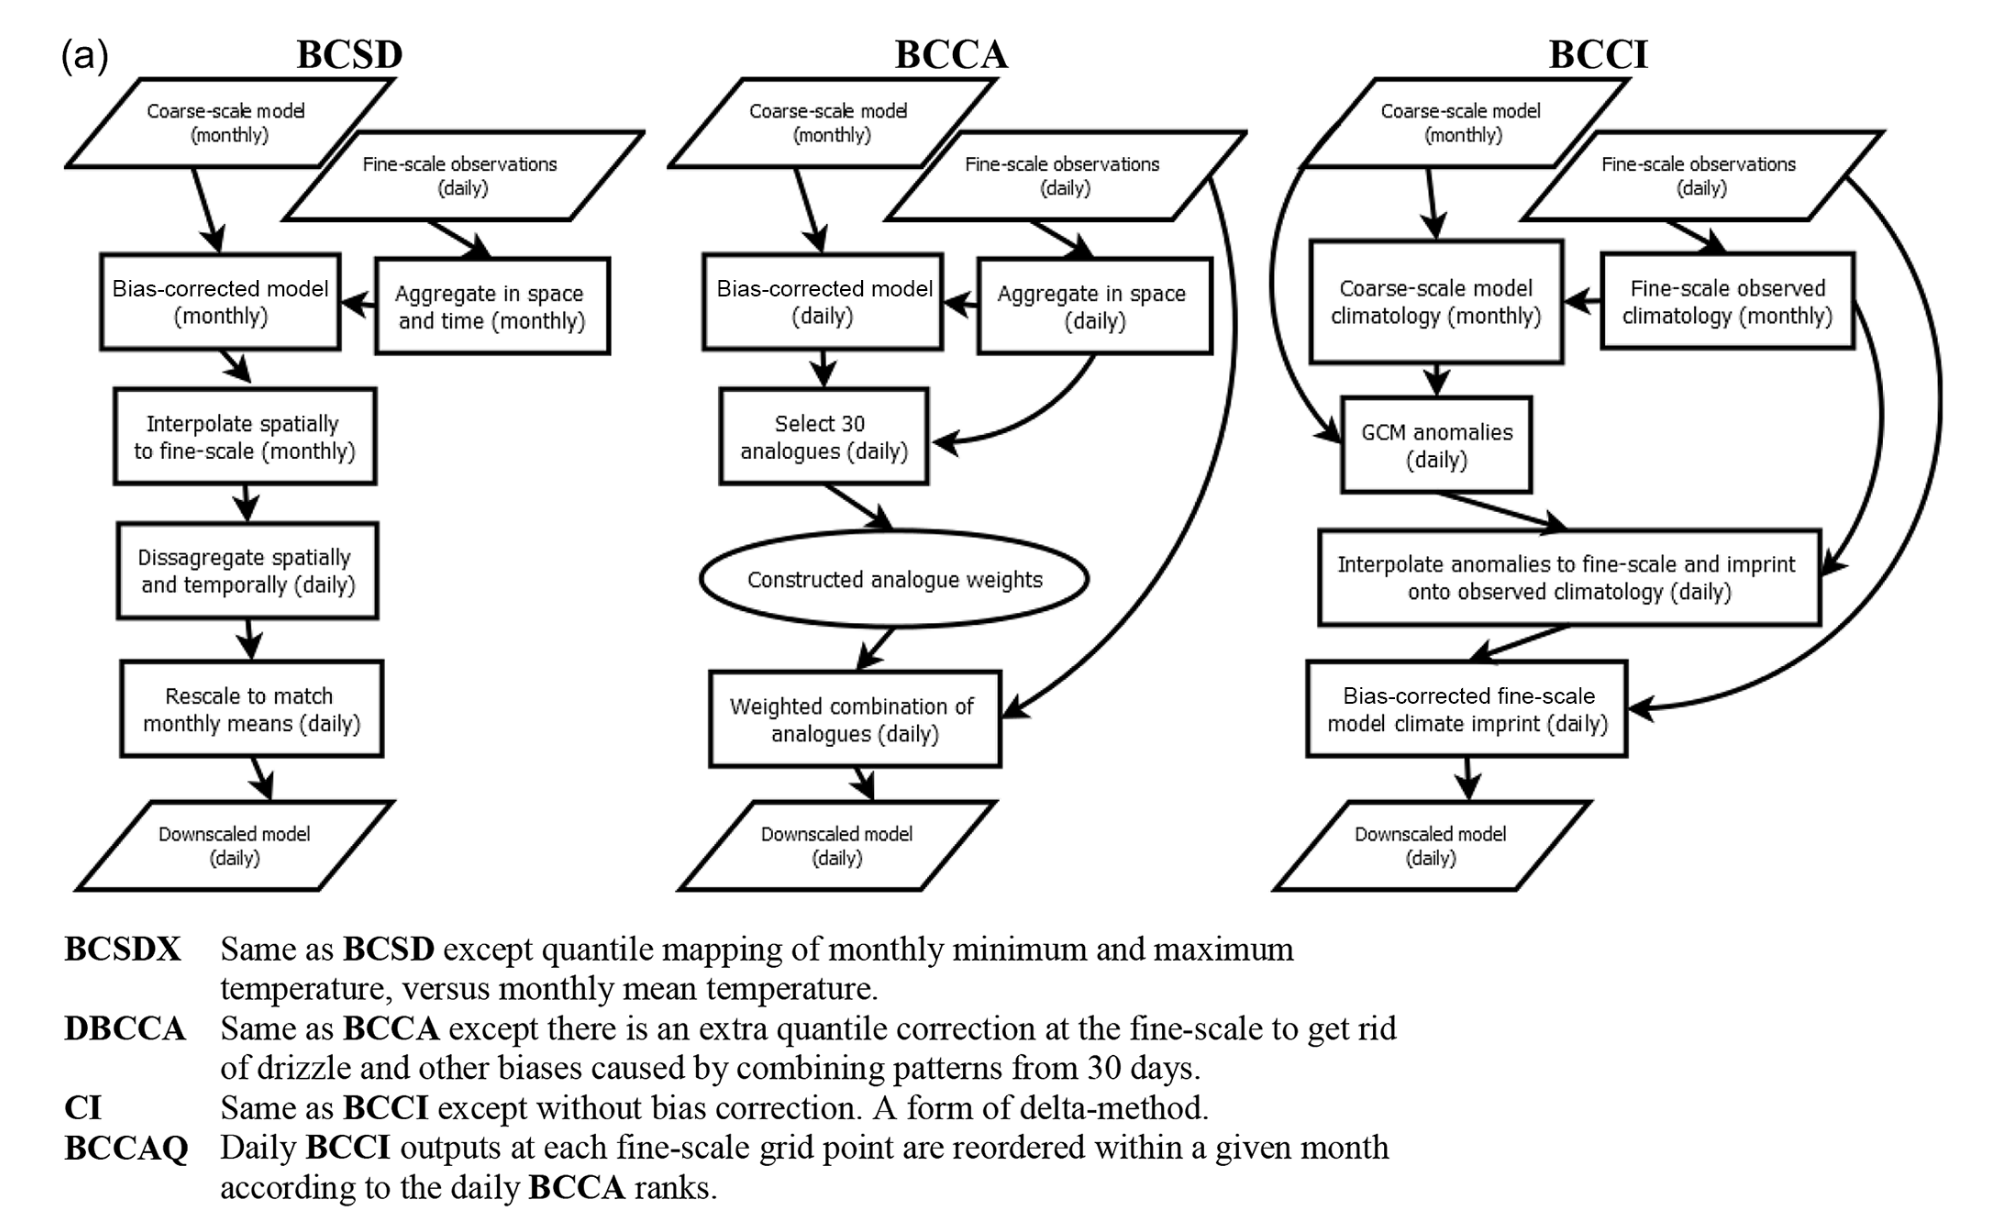 (a)
BCSD
Coarse-scale model
(monthly)
Fine-scale observations
(daily)
Bias-corrected model
(monthly)
Aggregate in space
and time (monthly)
Interpolate spatially
to fine-scale (monthly)
Dissagregate spatially
and temporally (daily)
Rescale to match
monthly means (daily)
Downscaled model
(daily)
BCCA
Coarse-scale model
(monthly)
Fine-scale observations
(daily)
Bias-corrected model
(daily)
Aggregate in space
(daily)
Select 30
analogues (daily)
Constructed analogue weights
Weighted combination of
analogues (daily)
Downscaled model
(daily)
BCCI
Coarse-scale model
(monthly)
Fine-scale observations
(daily)
Coarse-scale model
climatology (monthly)
Fine-scale observed
climatology (monthly)
GCM anomalies
(daily)
Interpolate anomalies to fine-scale and imprint
onto observed climatology (daily)
Bias-corrected fine-scale
model climate imprint (daily)
Downscaled model
(daily)
BCSDX Same as BCSD except quantile mapping of monthly minimum and maximum
temperature, versus monthly mean temperature.
DBCCA Same as BCCA except there is an extra quantile correction at the fine-scale to get rid
of drizzle and other biases caused by combining patterns from 30 days.
CI Same as BCCI except without bias correction. A form of delta-method.
BCCAQ Daily BCCI outputs at each fine-scale grid point are reordered within a given month
according to the daily BCCA ranks.